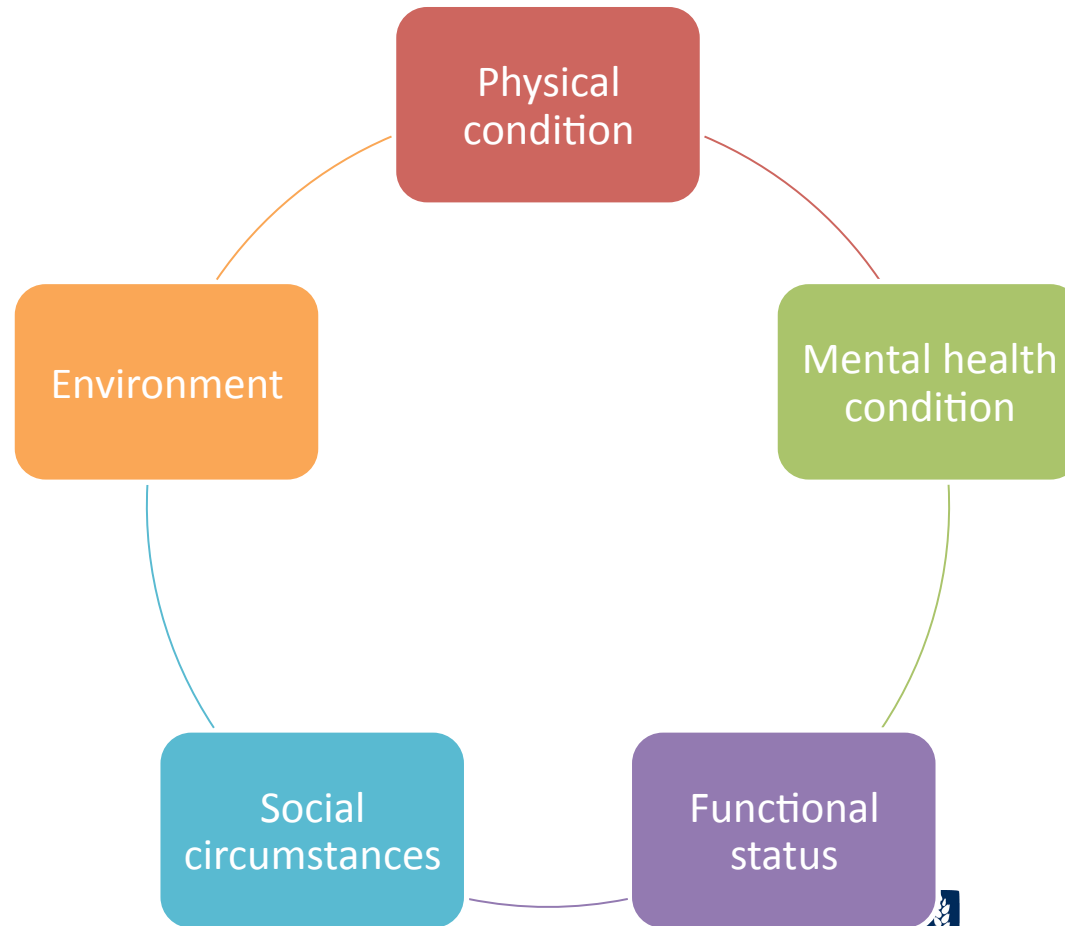 Physical
condition
Mental health
condition
Functional
status
Social
circumstances
Environment